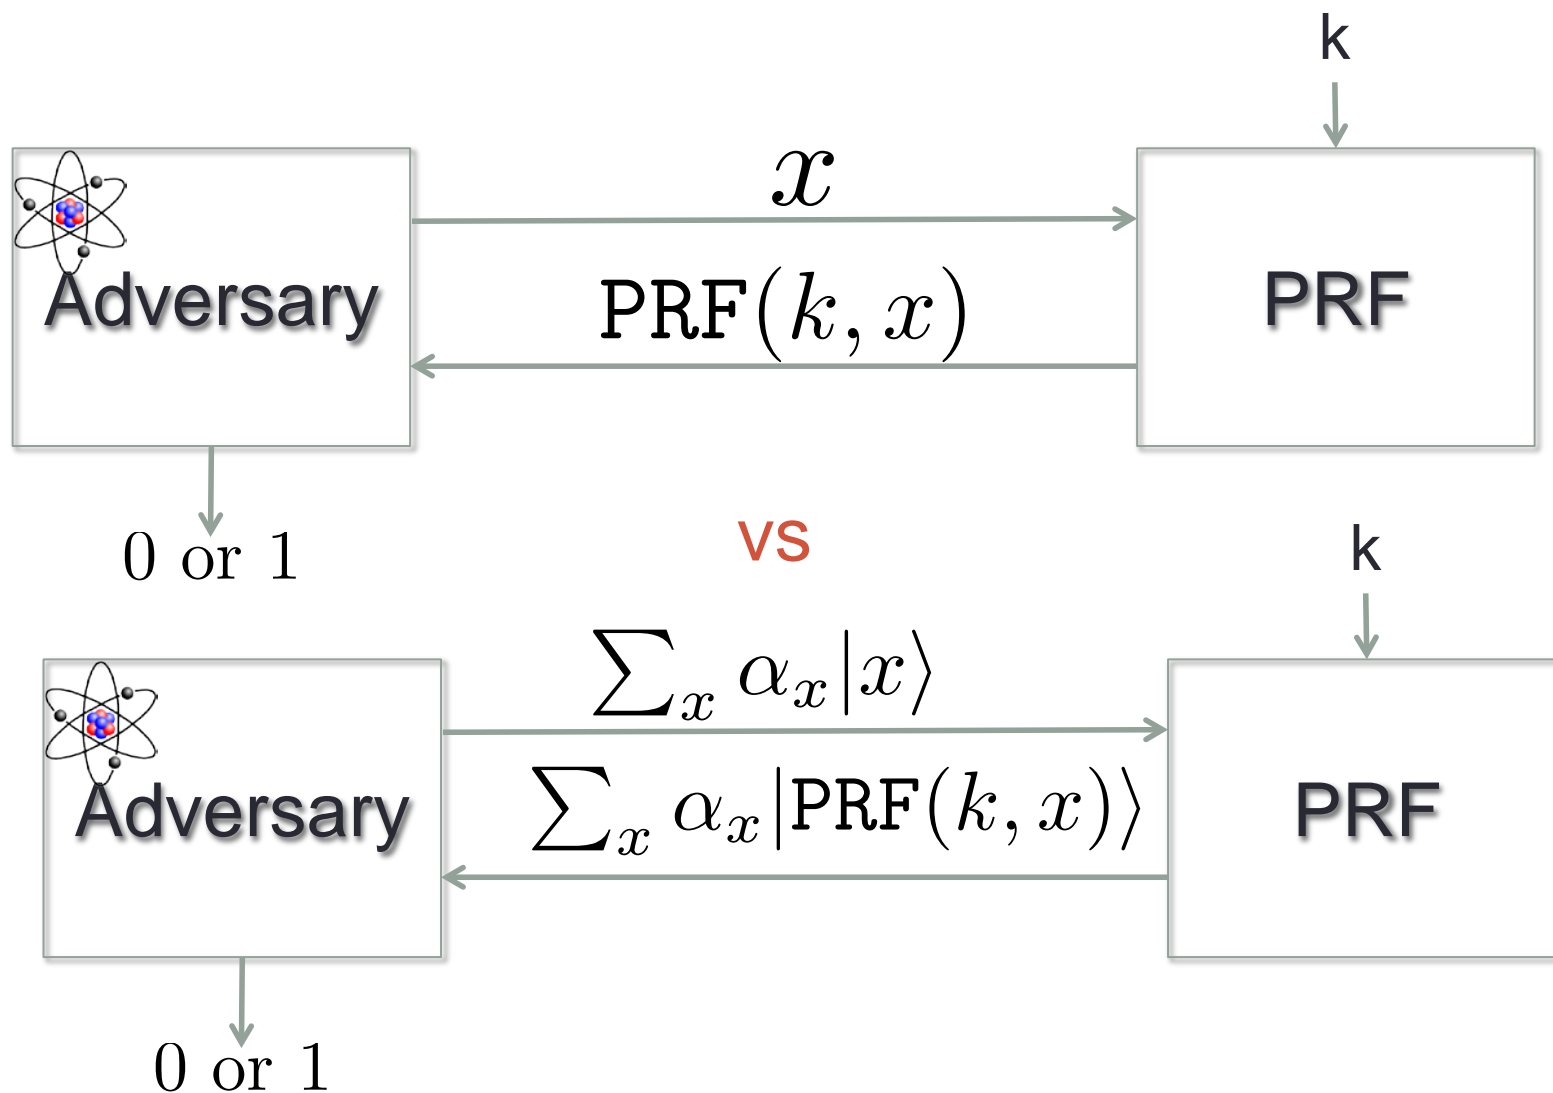 k
x
Adversary
PRF(k, x)
PRF
0 or 1
vs
k
∑ₓ αₓ|x⟩
Adversary
∑ₓ αₓ|PRF(k, x)⟩
PRF
0 or 1